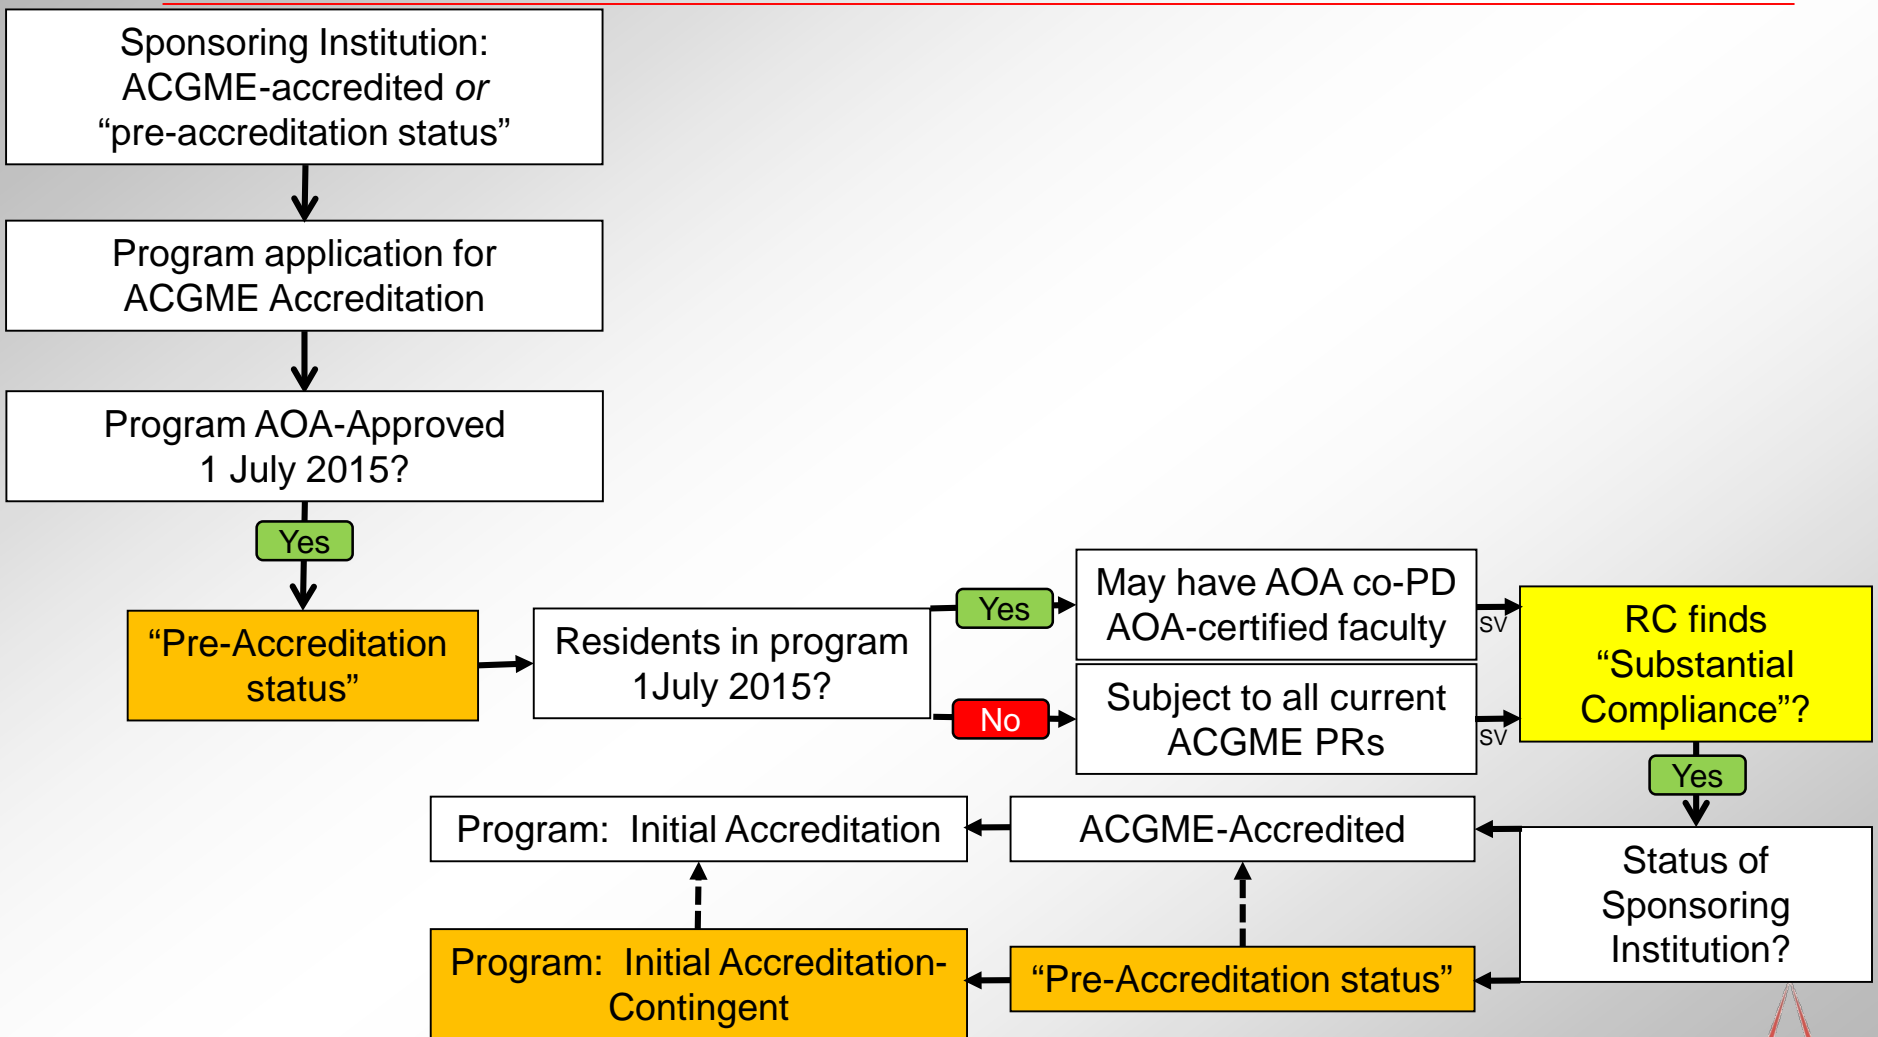 Sponsoring Institution:
ACGME-accredited or
“pre-accreditation status”
Program application for
ACGME Accreditation
Program AOA-Approved
1 July 2015?
Yes
“Pre-Accreditation
status”
Residents in program
1July 2015?
Yes
May have AOA co-PD
AOA-certified faculty
SV
No
Subject to all current
ACGME PRs
SV
RC finds
“Substantial
Compliance”?
Yes
Status of
Sponsoring
Institution?
ACGME-Accredited
Program: Initial Accreditation
“Pre-Accreditation status”
Program: Initial Accreditation-
Contingent